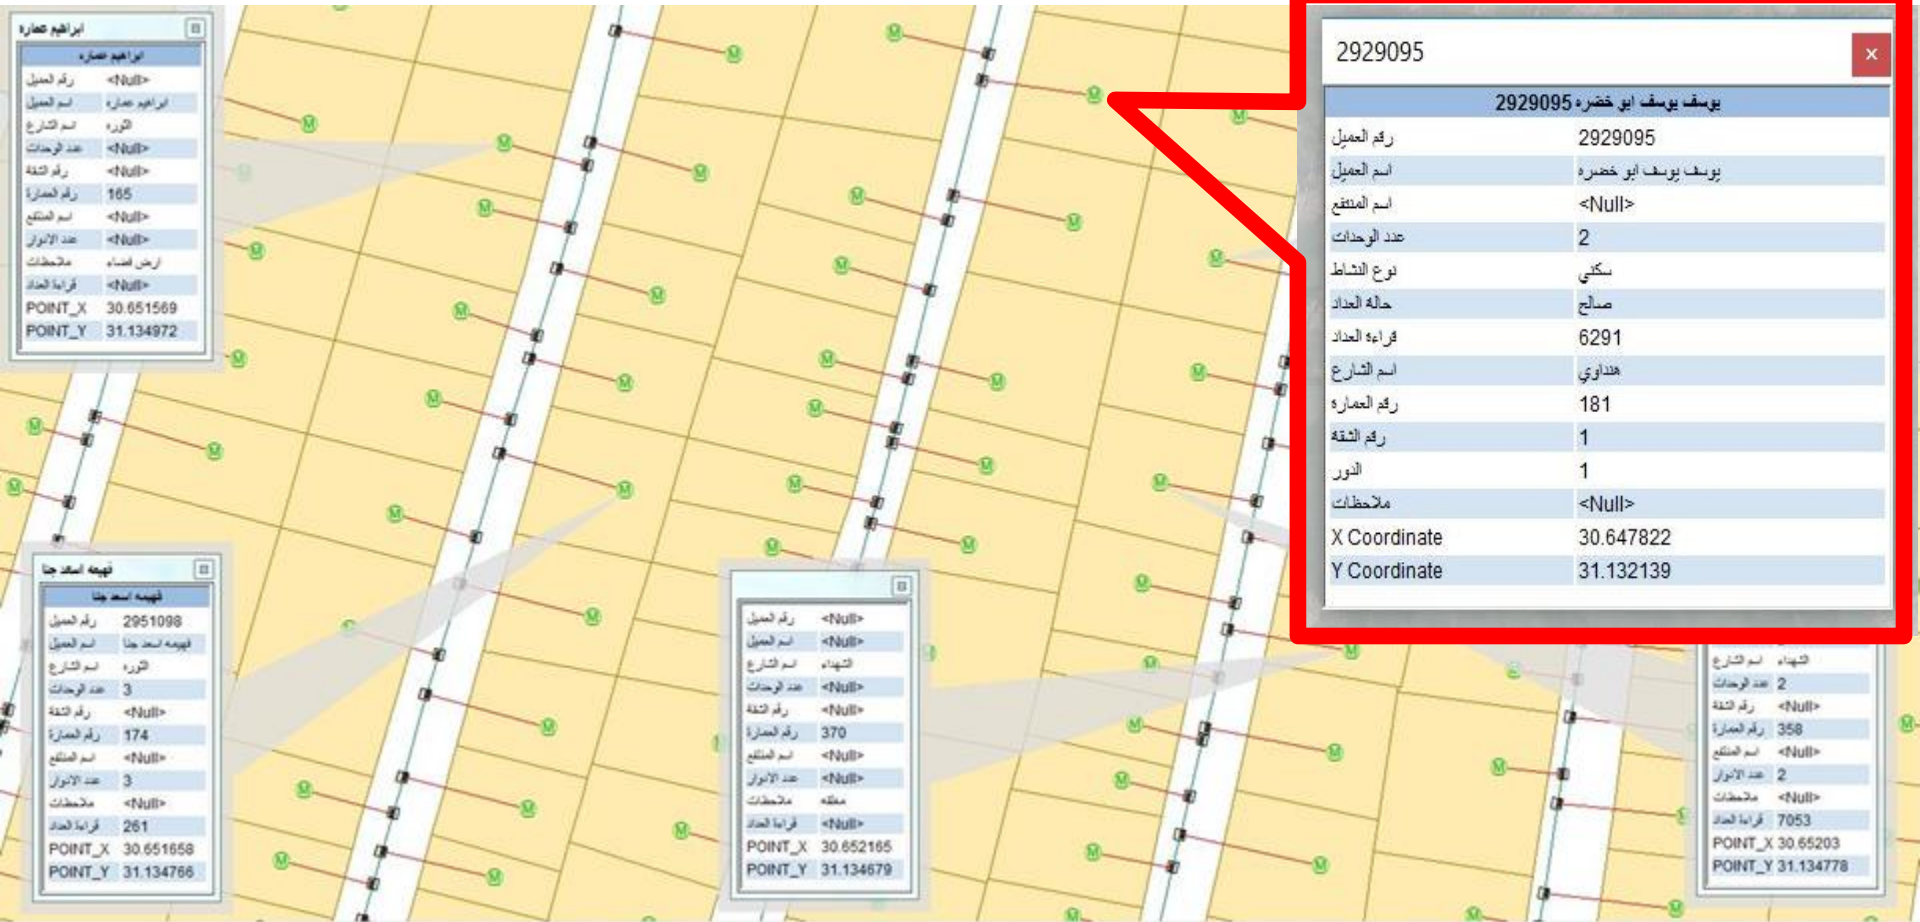 ابراهيم عماره
ابراهيم عماره
رقم العميل <Null>
اسم العميل ابراهيم عماره
اسم الشارع الثوره
عدد الوحدات <Null>
رقم الشقة <Null>
رقم العمارة 165
اسم المنتفع <Null>
عدد الادوار <Null>
ملاحظات ارض فضاء
قراءة العداد <Null>
POINT_X 30.651569
POINT_Y 31.134972
2929095
يوسف يوسف ابو خضره 2929095
رقم العميل 2929095
اسم العميل يوسف يوسف ابو خضره
اسم المنتفع <Null>
عدد الوحدات 2
نوع النشاط سكني
حالة العداد صالح
قراءه العداد 6291
اسم الشارع هنداوي
رقم العماره 181
رقم الشقة 1
الدور 1
ملاحظات <Null>
X Coordinate 30.647822
Y Coordinate 31.132139
فهيمه اسعد جنا
فهيمه اسعد جنا
رقم العميل 2951098
اسم العميل فهيمه اسعد جنا
اسم الشارع الثوره
عدد الوحدات 3
رقم الشقة <Null>
رقم العمارة 174
اسم المنتفع <Null>
عدد الادوار 3
ملاحظات <Null>
قراءة العداد 261
POINT_X 30.651658
POINT_Y 31.134766
رقم العميل <Null>
اسم العميل <Null>
اسم الشارع الشهداء
عدد الوحدات <Null>
رقم الشقة <Null>
رقم العمارة 370
اسم المنتفع <Null>
عدد الادوار <Null>
ملاحظات مغلقه
قراءة العداد <Null>
POINT_X 30.652165
POINT_Y 31.134679
اسم الشارع الشهداء
عدد الوحدات 2
رقم الشقة <Null>
رقم العمارة 358
اسم المنتفع <Null>
عدد الادوار 2
ملاحظات <Null>
قراءة العداد 7053
POINT_X 30.65203
POINT_Y 31.134778